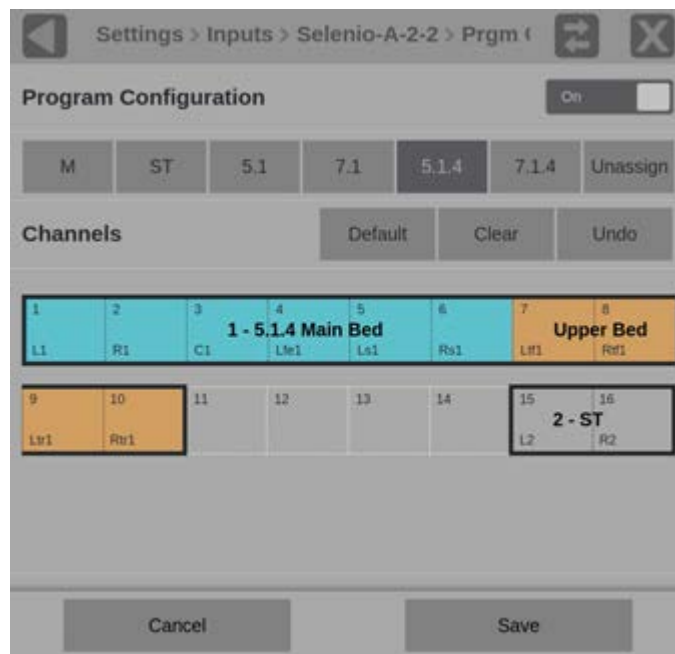 Settings > Inputs > Selenio-A-2-2 > Prgm
Program Configuration On
M ST 5.1 7.1 5.1.4 7.1.4 Unassign
Channels Default Clear Undo
1 2 3 4 5 6 7 8
1 - 5.1.4 Main Bed Upper Bed
L1 R1 C1 Lfe1 Ls1 Rs1 Ltf1 Rtf1
9 10 11 12 13 14 15 16
2 - ST
Ltr1 Rtr1 L2 R2
Cancel Save